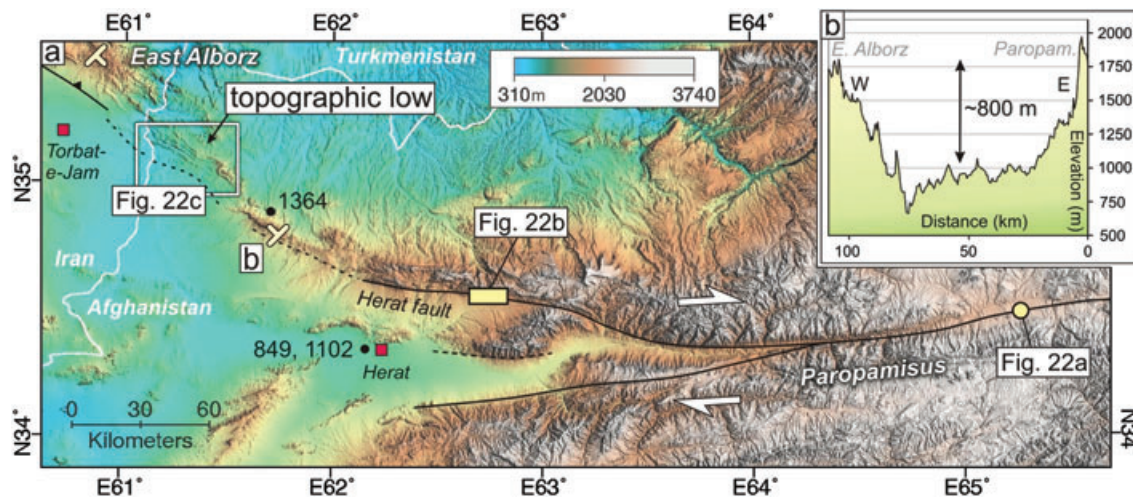 E61 E62 E63 E64
a
East Alborz
Turkmenistan
310m 2030 3740
topographic low
Torbat-
e-Jam
N35
Fig. 22c
1364
Fig. 22b
b
Iran
Afghanistan
Herat fault
849, 1102
Herat
Paropamisus
Fig. 22a
0 30 60
Kilometers
N34
N34
E61° E62° E63° E64° E65°
b
E. Alborz
Paropam.
W
E
~800 m
2000
1750
1500
1250
1000
750
500
Elevation (m)
Distance (km)
100 50 0